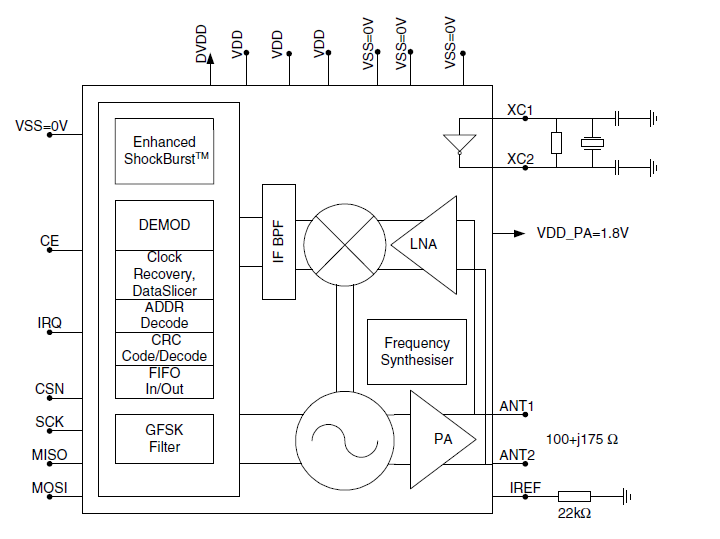 DVDD
VDD
VDD
VDD
VSS=0V
VSS=0V
VSS=0V
VSS=0V
CE
IRQ
CSN
SCK
MISO
MOSI
Enhanced
ShockBurst™
DEMOD
Clock
Recovery,
DataSlicer
ADDR
Decode
CRC
Code/Decode
FIFO
In/Out
GFSK
Filter
IF BPF
LNA
Frequency
Synthesiser
PA
XC1
XC2
VDD_PA=1.8V
ANT1
ANT2
100+j175 Ω
IREF
22kΩ